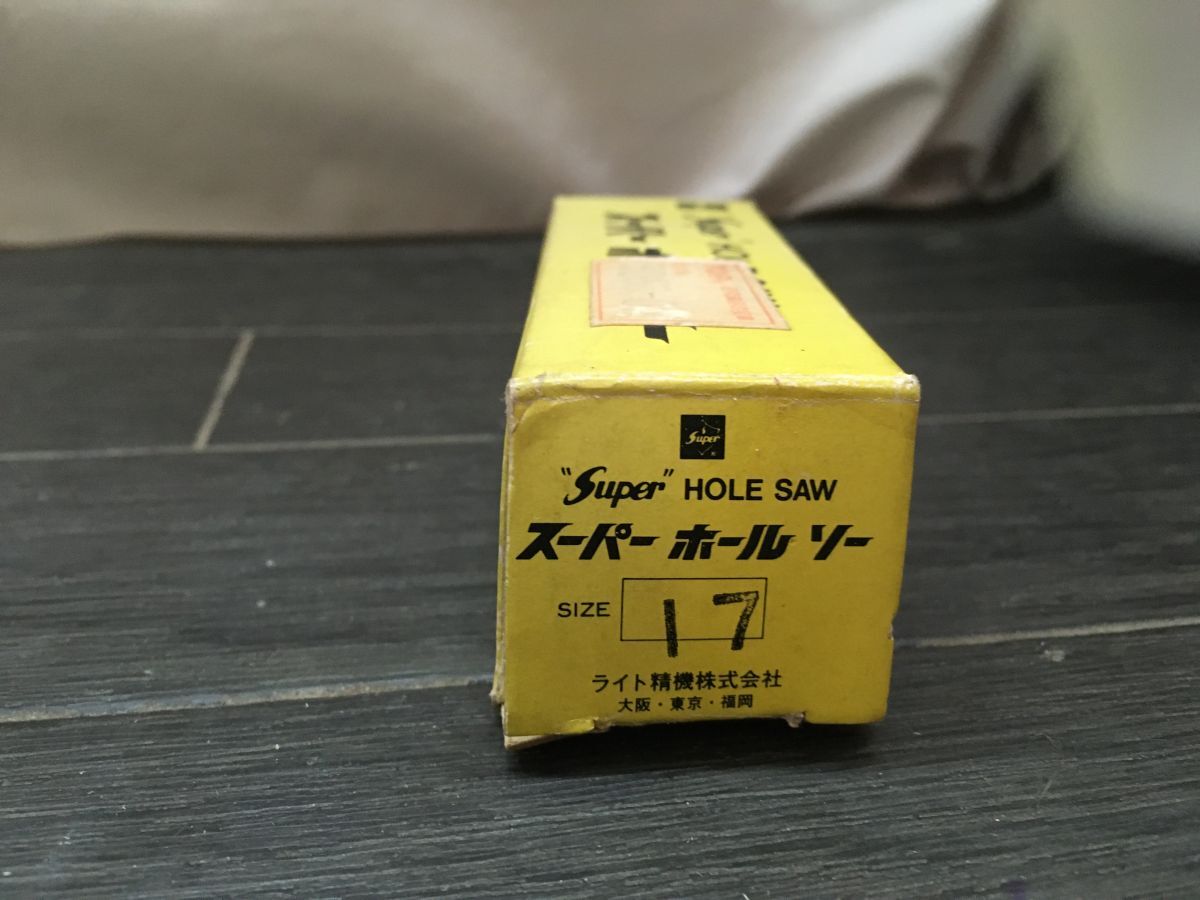 Super
"Super" HOLE SAW
スーパー ホール ソー
SIZE 17
ライト精機株式会社
大阪・東京・福岡